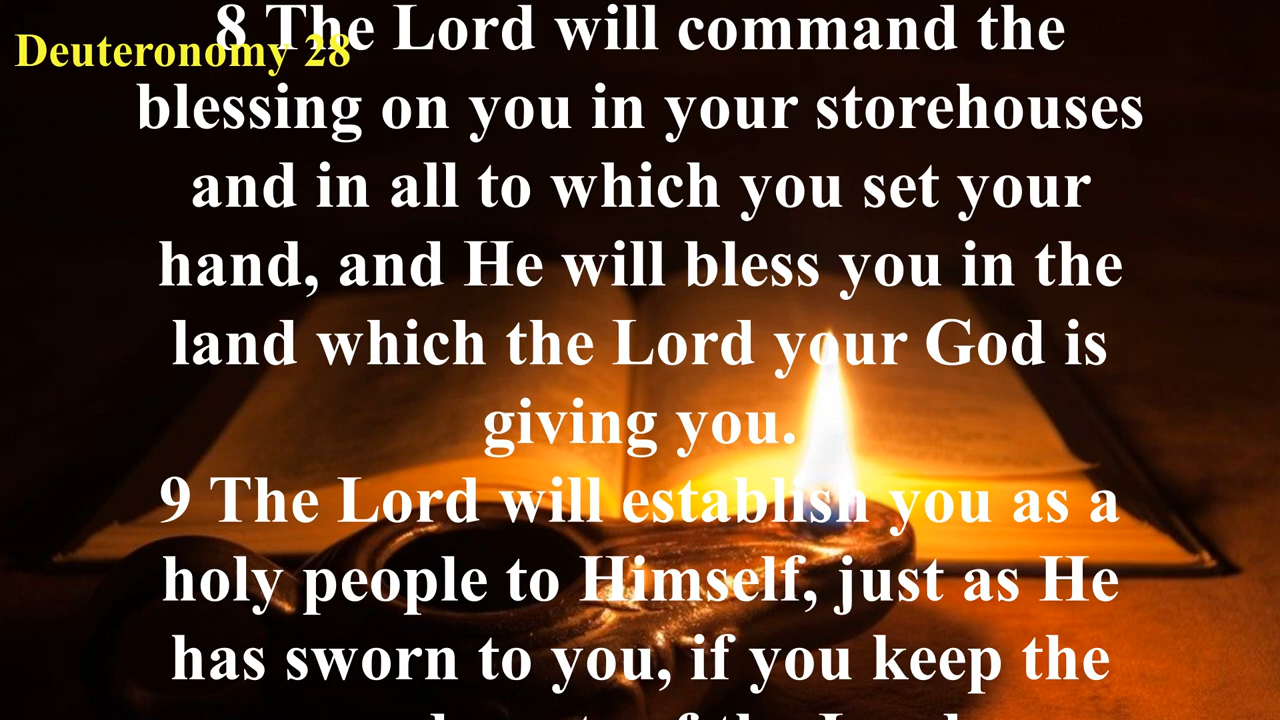 Deuteronomy 28
8 The Lord will command the
blessing on you in your storehouses
and in all to which you set your
hand, and He will bless you in the
land which the Lord your God is
giving you.
9 The Lord will establish you as a
holy people to Himself, just as He
has sworn to you, if you keep the